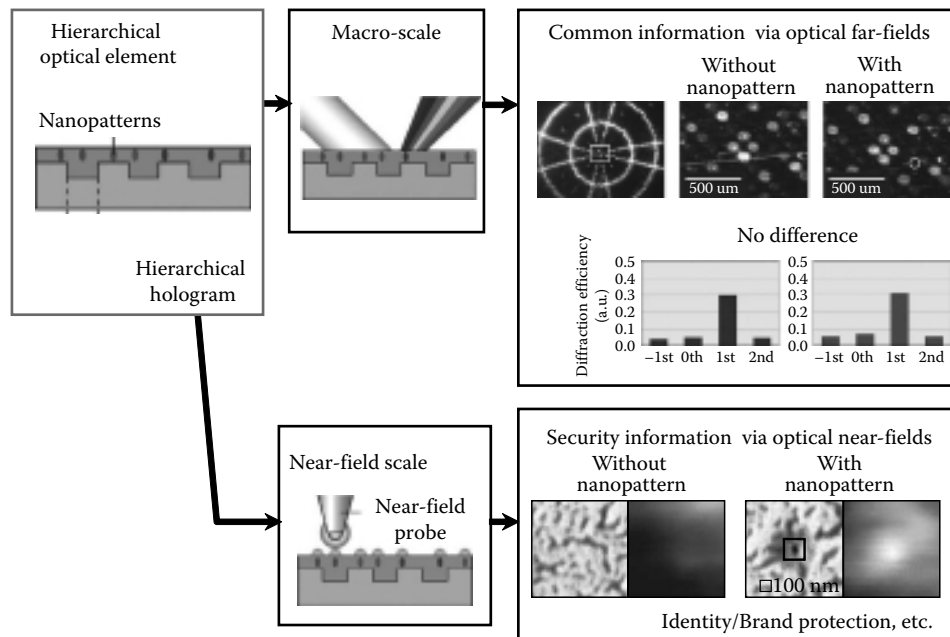 Hierarchical
optical element
Nanopatterns
Hierarchical
hologram
Macro-scale
Common information via optical far-fields
Without
nanopattern
With
nanopattern
500 um
500 um
No difference
Diffraction efficiency
(a.u.)
0.5
0.4
0.3
0.2
0.1
0.0
−1st 0th 1st 2nd
0.5
0.4
0.3
0.2
0.1
0.0
−1st 0th 1st 2nd
Near-field scale
Near-field
probe
Security information via optical near-fields
Without
nanopattern
With
nanopattern
100 nm
Identity/Brand protection, etc.